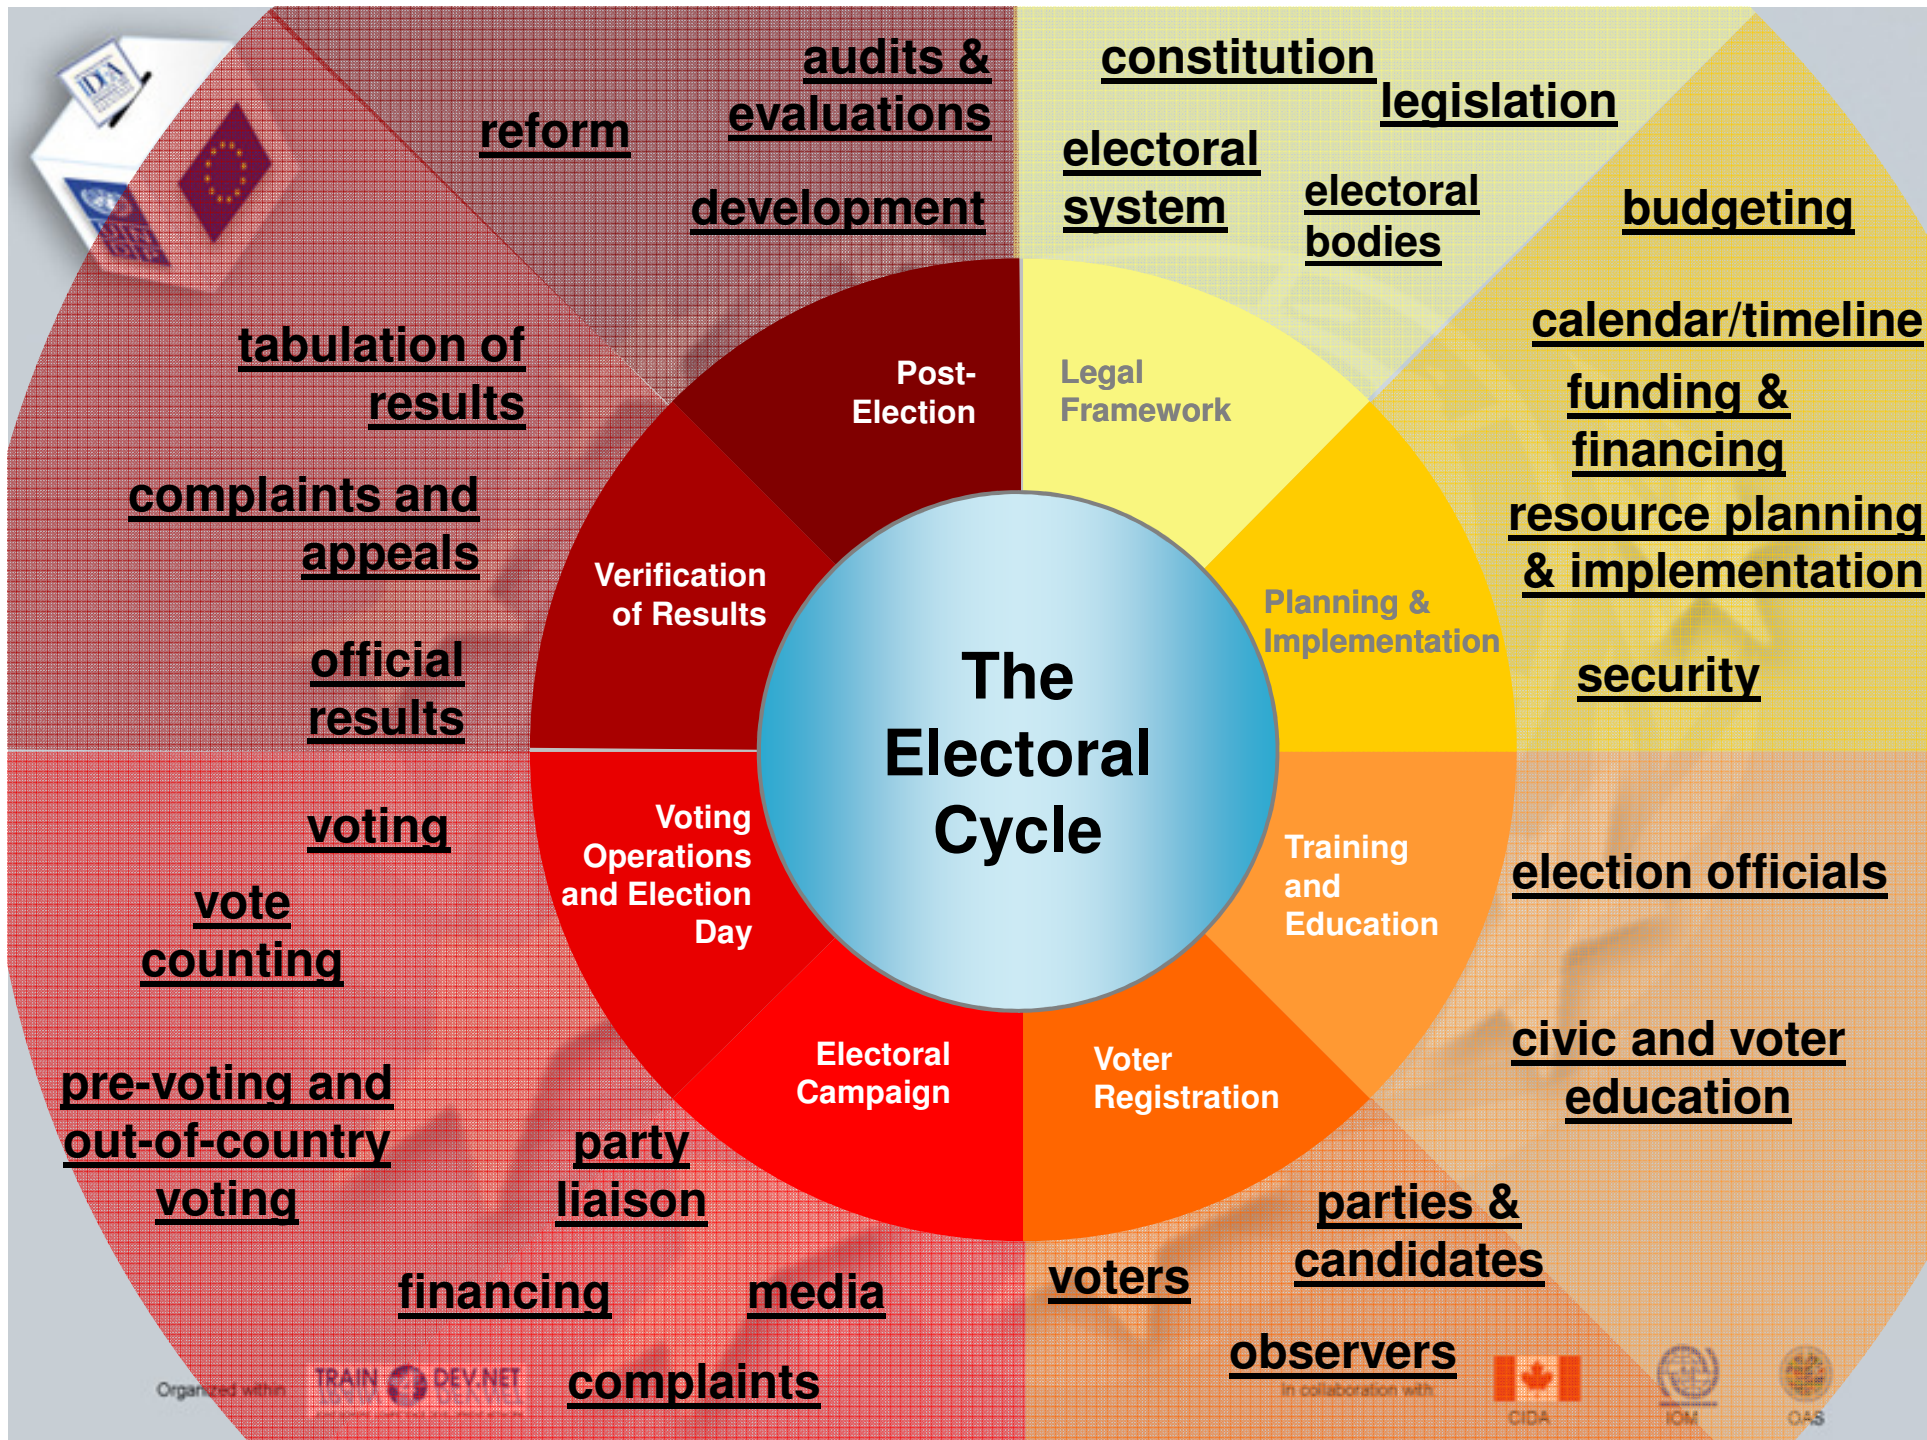 IDEA
audits &
evaluations
reform
development
constitution
legislation
electoral
system
electoral
bodies
budgeting
calendar/timeline
funding &
financing
resource planning
& implementation
security
election officials
civic and voter
education
parties &
candidates
voters
observers
party
liaison
financing
media
complaints
voting
vote
counting
pre-voting and
out-of-country
voting
tabulation of
results
complaints and
appeals
official
results
Post-
Election
Legal
Framework
Planning &
Implementation
Training
and
Education
Voter
Registration
Electoral
Campaign
Voting
Operations
and Election
Day
Verification
of Results
The
Electoral
Cycle
Organized within
TRAIN DEV.NET
In collaboration with:
CIDA
IOM
OAS